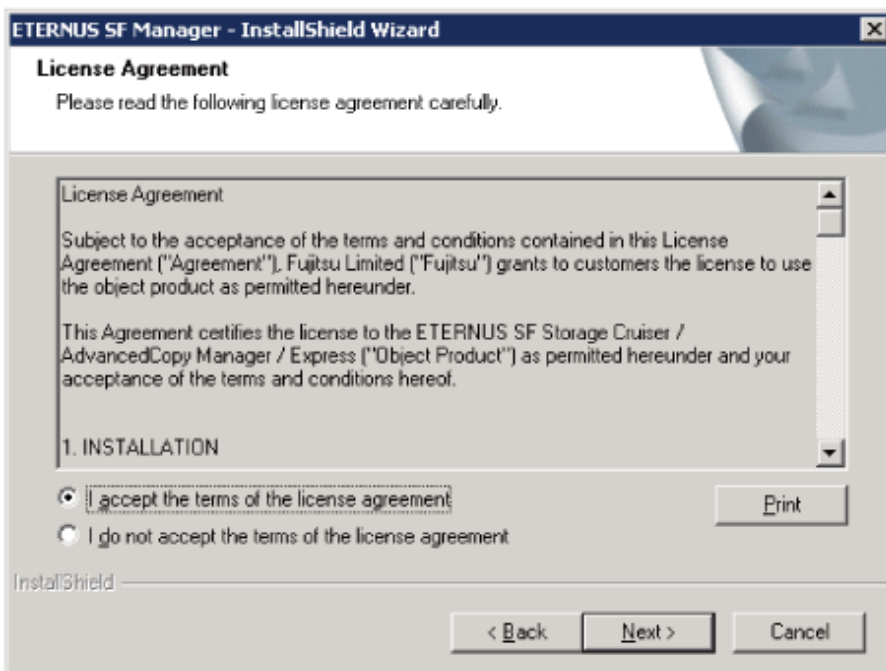 ETERNUS SF Manager - InstallShield Wizard
License Agreement
Please read the following license agreement carefully.
License Agreement
Subject to the acceptance of the terms and conditions contained in this License
Agreement ("Agreement"), Fujitsu Limited ("Fujitsu") grants to customers the license to use
the object product as permitted hereunder.
This Agreement certifies the license to the ETERNUS SF Storage Cruiser /
AdvancedCopy Manager / Express ("Object Product") as permitted hereunder and your
acceptance of the terms and conditions hereof.
1. INSTALLATION
I accept the terms of the license agreement
Print
I do not accept the terms of the license agreement
InstallShield
< Back
Next >
Cancel